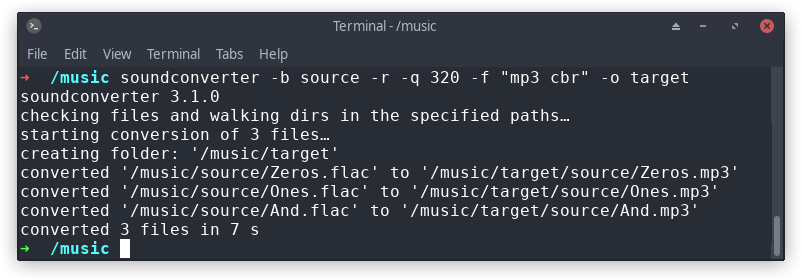 Terminal - /music
File Edit View Terminal Tabs Help
➜ /music soundconverter -b source -r -q 320 -f "mp3 cbr" -o target
soundconverter 3.1.0
checking files and walking dirs in the specified paths…
starting conversion of 3 files…
creating folder: '/music/target'
converted '/music/source/Zeros.flac' to '/music/target/source/Zeros.mp3'
converted '/music/source/Ones.flac' to '/music/target/source/Ones.mp3'
converted '/music/source/And.flac' to '/music/target/source/And.mp3'
converted 3 files in 7 s
➜ /music